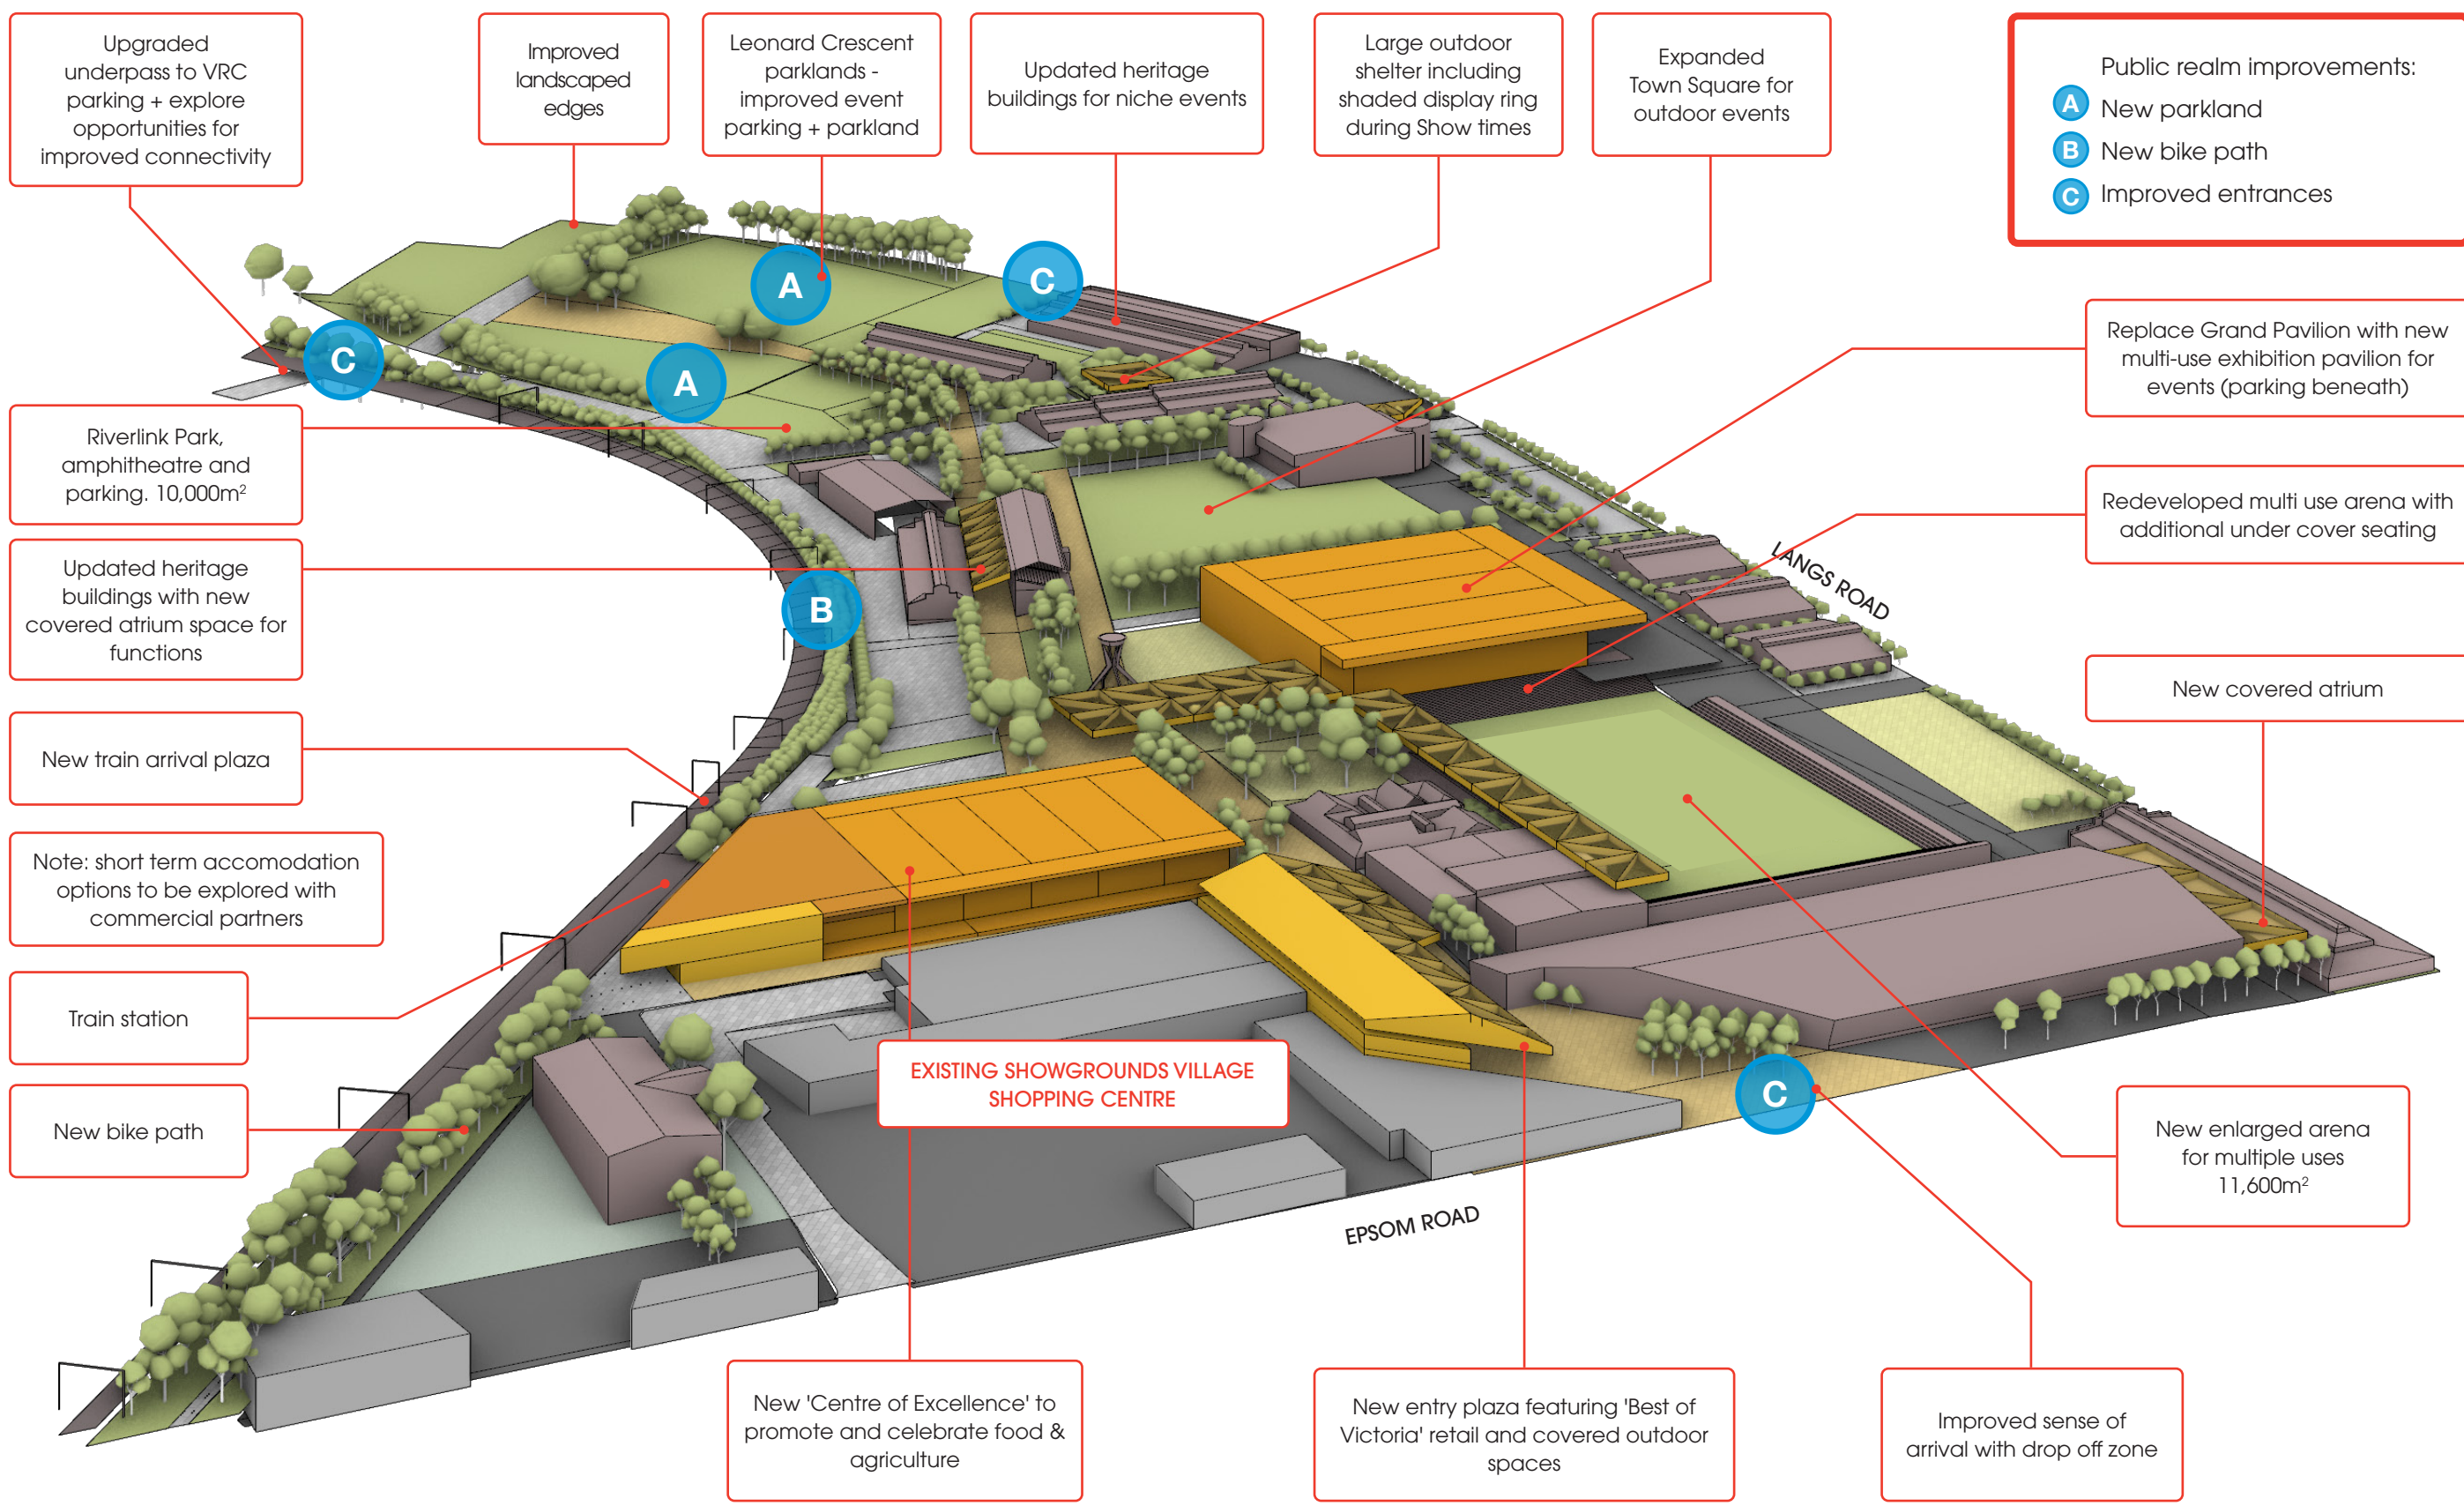 Upgraded
underpass to VRC
parking + explore
opportunities for
improved connectivity
Improved
landscaped
edges
Leonard Crescent
parklands -
improved event
parking + parkland
Updated heritage
buildings for niche events
Large outdoor
shelter including
shaded display ring
during Show times
Expanded
Town Square for
outdoor events
Public realm improvements:
A New parkland
B New bike path
C Improved entrances
A
C
C
A
B
C
Replace Grand Pavilion with new
multi-use exhibition pavilion for
events (parking beneath)
Riverlink Park,
amphitheatre and
parking. 10,000m²
Redeveloped multi use arena with
additional under cover seating
Updated heritage
buildings with new
covered atrium space for
functions
LANGS ROAD
New covered atrium
New train arrival plaza
Note: short term accomodation
options to be explored with
commercial partners
Train station
New bike path
EXISTING SHOWGROUNDS VILLAGE
SHOPPING CENTRE
New enlarged arena
for multiple uses
11,600m²
EPSOM ROAD
New 'Centre of Excellence' to
promote and celebrate food &
agriculture
New entry plaza featuring 'Best of
Victoria' retail and covered outdoor
spaces
Improved sense of
arrival with drop off zone